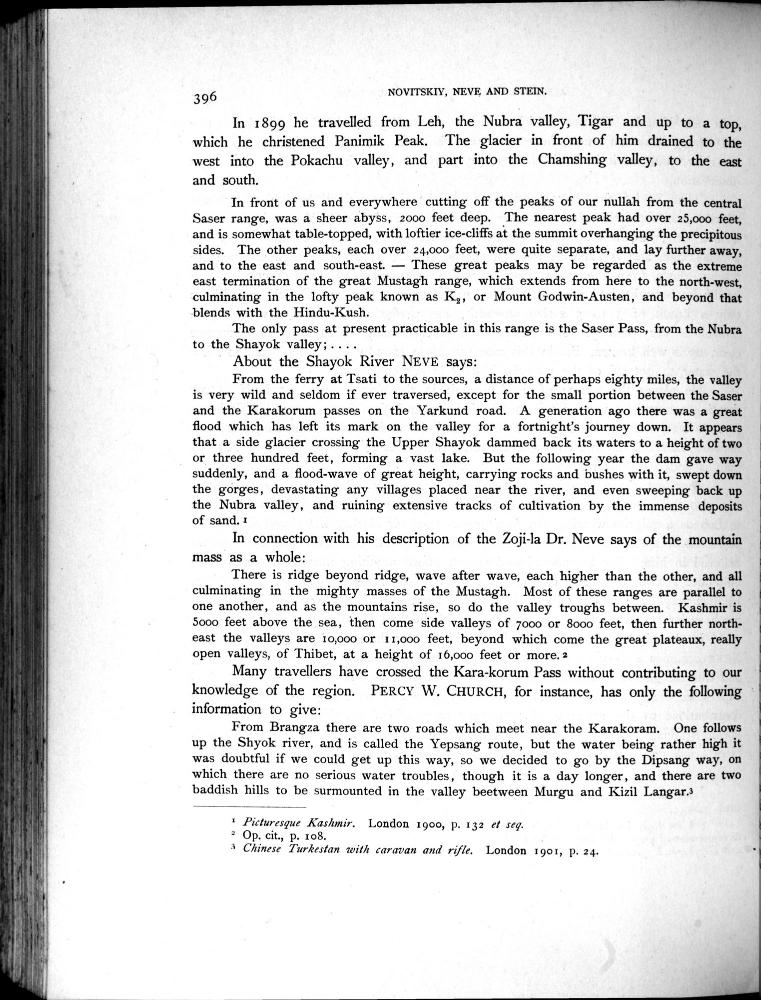 396
NOVITSKIY, NEVE AND STEIN.
In 1899 he travelled from Leh, the Nubra valley, Tigar and up to a top,
which he christened Panimik Peak. The glacier in front of him drained to the
west into the Pokachu valley, and part into the Chamshing valley, to the east
and south.
In front of us and everywhere cutting off the peaks of our nullah from the central
Saser range, was a sheer abyss, 2000 feet deep. The nearest peak had over 25,000 feet,
and is somewhat table-topped, with loftier ice-cliffs at the summit overhanging the precipitous
sides. The other peaks, each over 24,000 feet, were quite separate, and lay further away,
and to the east and south-east. — These great peaks may be regarded as the extreme
east termination of the great Mustagh range, which extends from here to the north-west,
culminating in the lofty peak known as K₂, or Mount Godwin-Austen, and beyond that
blends with the Hindu-Kush.
The only pass at present practicable in this range is the Saser Pass, from the Nubra
to the Shayok valley; . . . .
About the Shayok River NEVE says:
From the ferry at Tsati to the sources, a distance of perhaps eighty miles, the valley
is very wild and seldom if ever traversed, except for the small portion between the Saser
and the Karakorum passes on the Yarkund road. A generation ago there was a great
flood which has left its mark on the valley for a fortnight's journey down. It appears
that a side glacier crossing the Upper Shayok dammed back its waters to a height of two
or three hundred feet, forming a vast lake. But the following year the dam gave way
suddenly, and a flood-wave of great height, carrying rocks and bushes with it, swept down
the gorges, devastating any villages placed near the river, and even sweeping back up
the Nubra valley, and ruining extensive tracks of cultivation by the immense deposits
of sand. ¹
In connection with his description of the Zoji-la Dr. Neve says of the mountain
mass as a whole:
There is ridge beyond ridge, wave after wave, each higher than the other, and all
culminating in the mighty masses of the Mustagh. Most of these ranges are parallel to
one another, and as the mountains rise, so do the valley troughs between. Kashmir is
5000 feet above the sea, then come side valleys of 7000 or 8000 feet, then further north-
east the valleys are 10,000 or 11,000 feet, beyond which come the great plateaux, really
open valleys, of Thibet, at a height of 16,000 feet or more. ²
Many travellers have crossed the Kara-korum Pass without contributing to our
knowledge of the region. PERCY W. CHURCH, for instance, has only the following
information to give:
From Brangza there are two roads which meet near the Karakoram. One follows
up the Shyok river, and is called the Yepsang route, but the water being rather high it
was doubtful if we could get up this way, so we decided to go by the Dipsang way, on
which there are no serious water troubles, though it is a day longer, and there are two
baddish hills to be surmounted in the valley beetween Murgu and Kizil Langar.³
¹ Picturesque Kashmir. London 1900, p. 132 et seq.
² Op. cit., p. 108.
³ Chinese Turkestan with caravan and rifle. London 1901, p. 24.